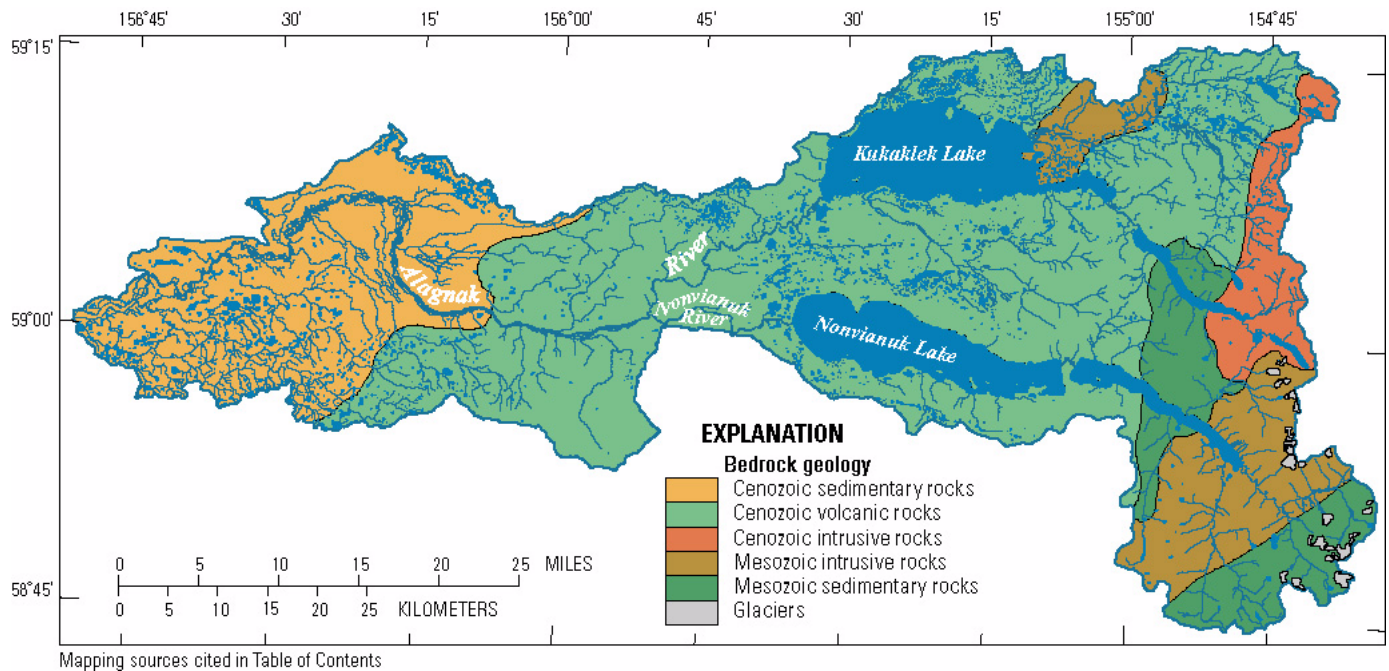 156°45' 30' 15' 156°00' 45' 30' 15' 155°00' 154°45'
59°15'
Kukaklek Lake
River
Alagnak
Nonvianuk
River
59°00'
Nonvianuk Lake
EXPLANATION
Bedrock geology
Cenozoic sedimentary rocks
Cenozoic volcanic rocks
Cenozoic intrusive rocks
Mesozoic intrusive rocks
Mesozoic sedimentary rocks
Glaciers
0 5 10 15 20 25 MILES
58°45'
0 5 10 15 20 25 KILOMETERS
Mapping sources cited in Table of Contents